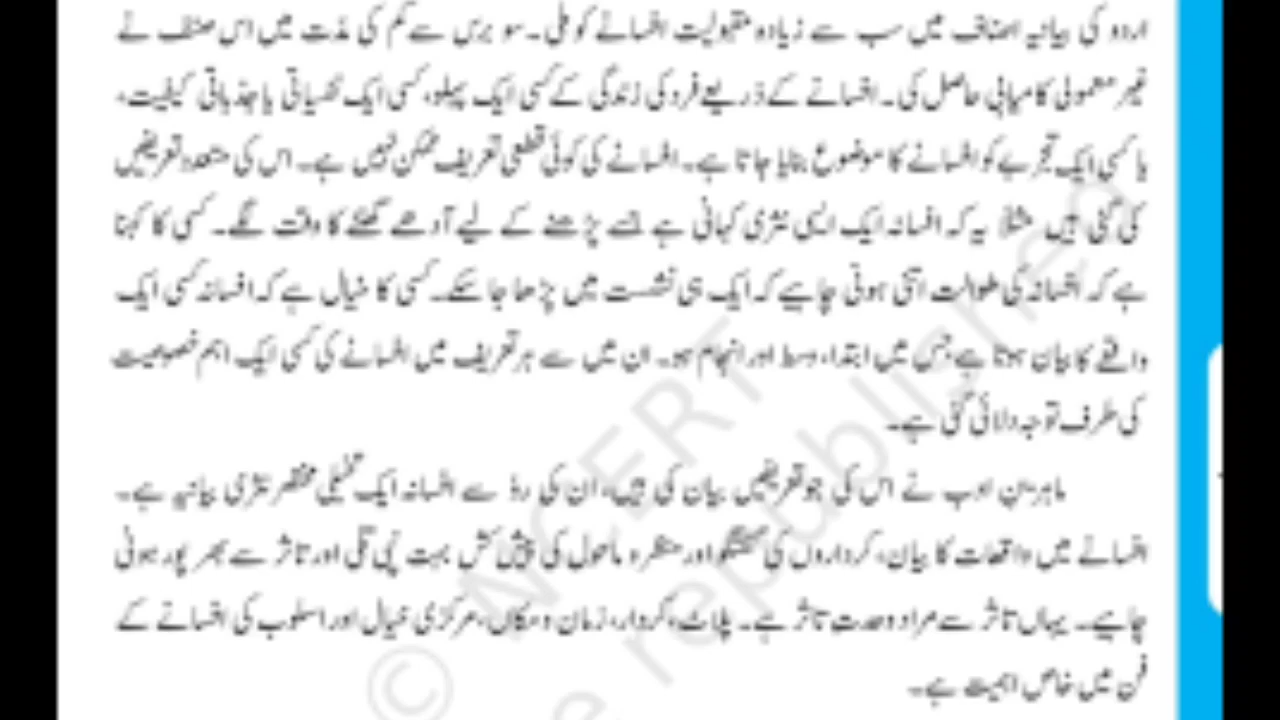 اردو کی بیانیہ اصناف میں سب سے زیادہ مقبولیت افسانے کو ملی۔ سو برس سے کم کی مدّت میں اس صنف نے
غیر معمولی کامیابی حاصل کی۔ افسانے کے ذریعے فرد کی زندگی کے کسی ایک پہلو، کسی ایک نفسیاتی یا جذباتی کیفیت،
یا کسی ایک تجربے کو افسانے کا موضوع بنایا جاتا ہے۔ افسانے کی کوئی قطعی تعریف ممکن نہیں ہے۔ اس کی متعدد تعریفیں
کی گئی ہیں مثلاً یہ کہ افسانہ ایک ایسی نثری کہانی ہے جسے پڑھنے کے لیے آدھے گھنٹے کا وقت لگے۔ کسی کا کہنا
ہے کہ افسانہ کی طوالت اتنی ہونی چاہیے کہ ایک ہی نشست میں پڑھا جا سکے۔ کسی کا خیال ہے کہ افسانہ کسی ایک
واقعے کا بیان ہوتا ہے جس میں ابتدا، وسط اور انجام ہو۔ ان میں سے ہر تعریف میں افسانے کی کسی ایک اہم خصوصیت
کی طرف توجہ دلائی گئی ہے۔
ماہرینِ ادب نے اس کی جو تعریفیں بیان کی ہیں، ان کی رو سے افسانہ ایک تخیلی مختصر نثری بیانیہ ہے۔
افسانے میں واقعات کا بیان، کرداروں کی گفتگو اور منظر و ماحول کی پیش کش بہت نپی تلی اور تاثر سے بھر پور ہونی
چاہیے۔ یہاں تاثر سے مراد وحدتِ تاثر ہے۔ پلاٹ، کردار، زمان و مکاں، مرکزی خیال اور اسلوب کی افسانے کے
فن میں خاص اہمیت ہے۔
© NCERT
be republished